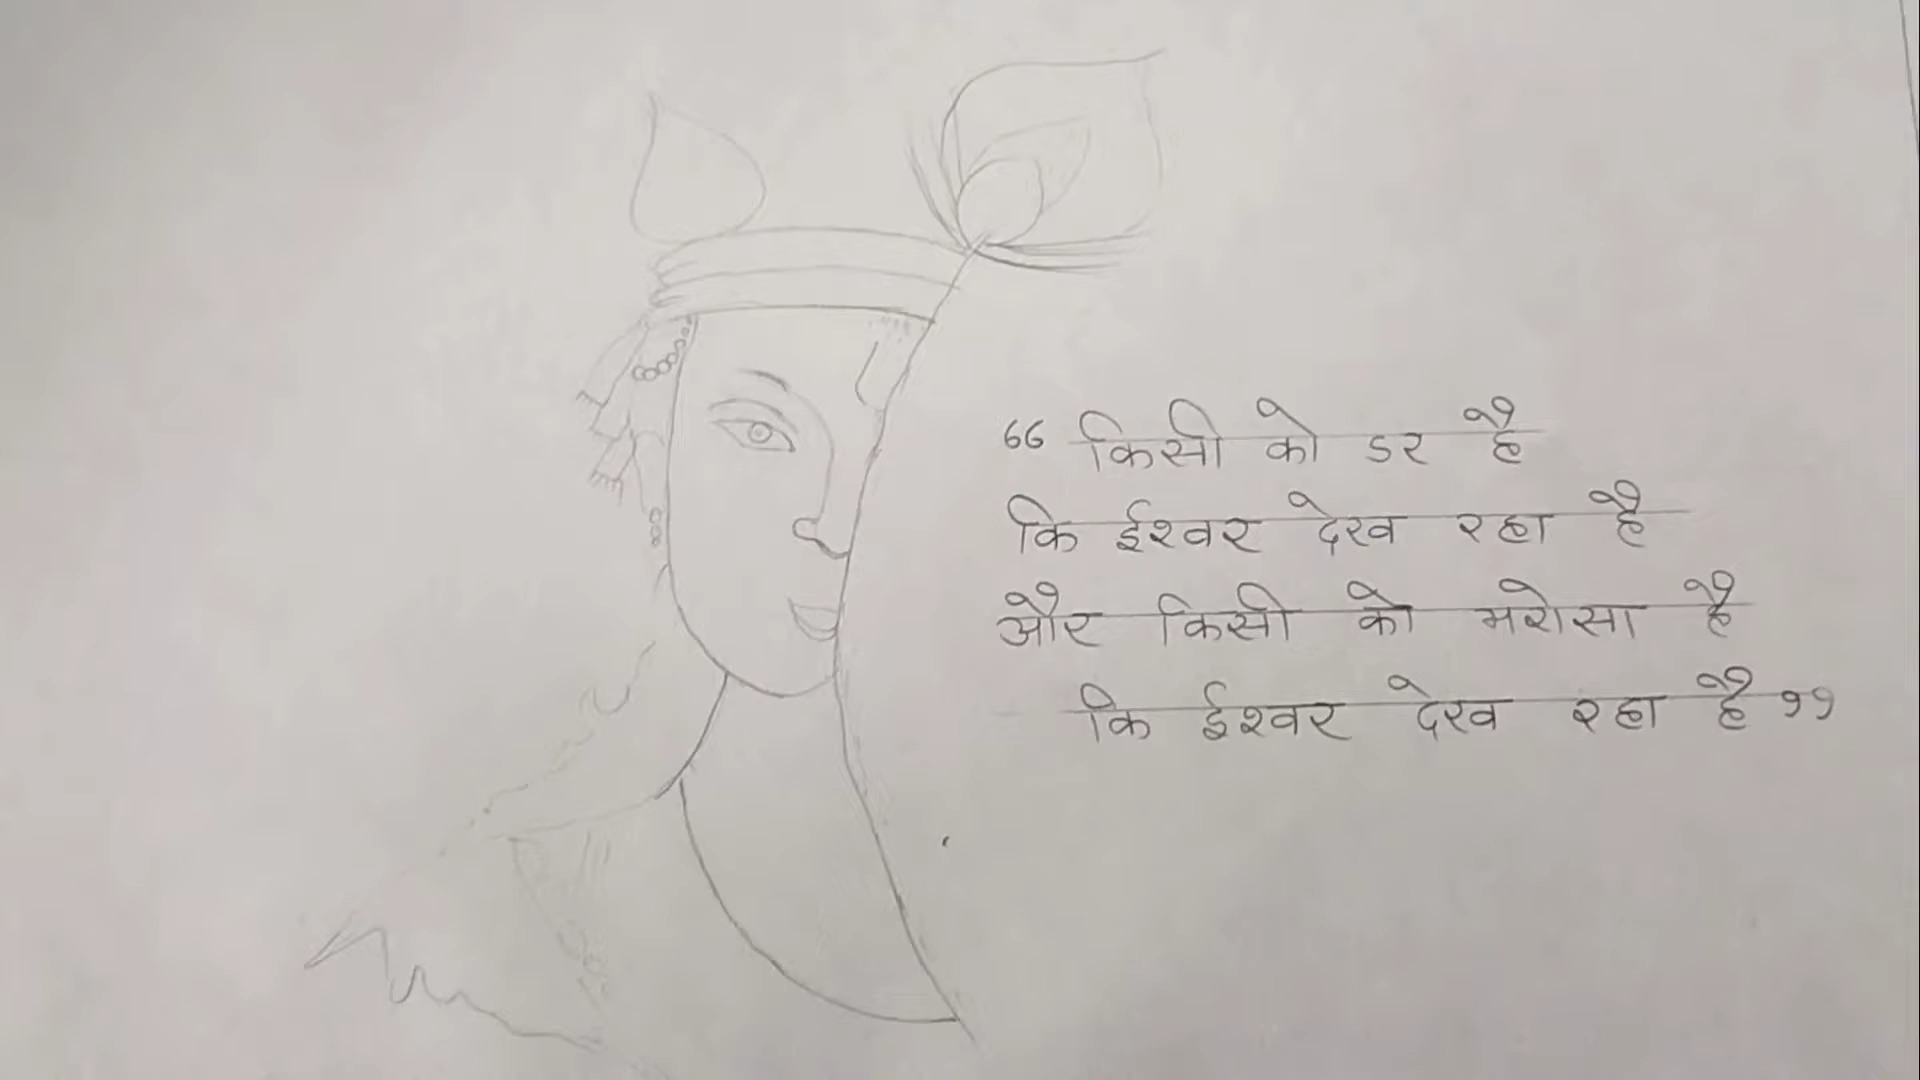 “ किसी को डर है
कि ईश्वर देख रहा है
और किसी को भरोसा है
कि ईश्वर देख रहा है ”